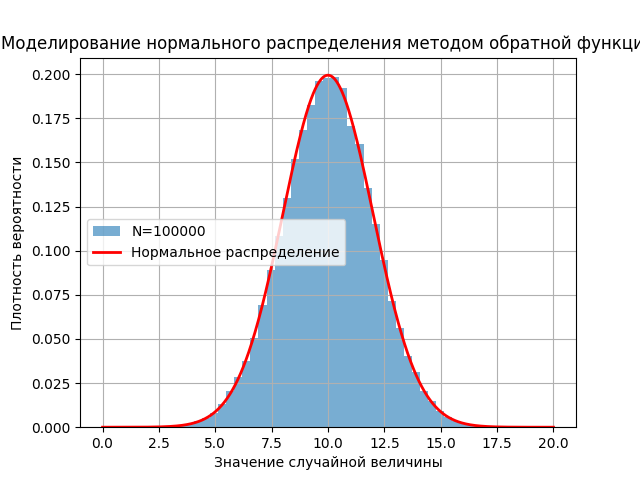 Моделирование нормального распределения методом обратной функци
0.200
0.175
0.150
0.125
0.100
0.075
0.050
0.025
0.000
Плотность вероятности
N=100000
Нормальное распределение
0.0 2.5 5.0 7.5 10.0 12.5 15.0 17.5 20.0
Значение случайной величины